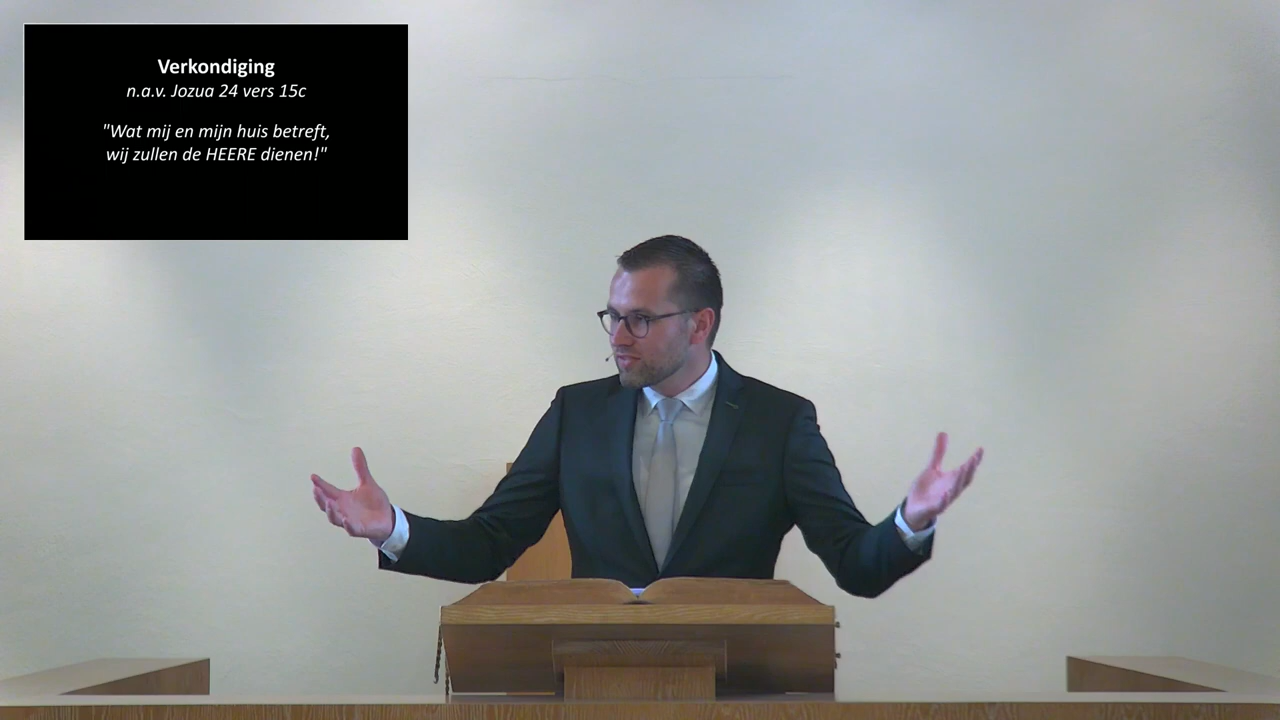 Verkondiging
n.a.v. Jozua 24 vers 15c
"Wat mij en mijn huis betreft,
wij zullen de HEERE dienen!"